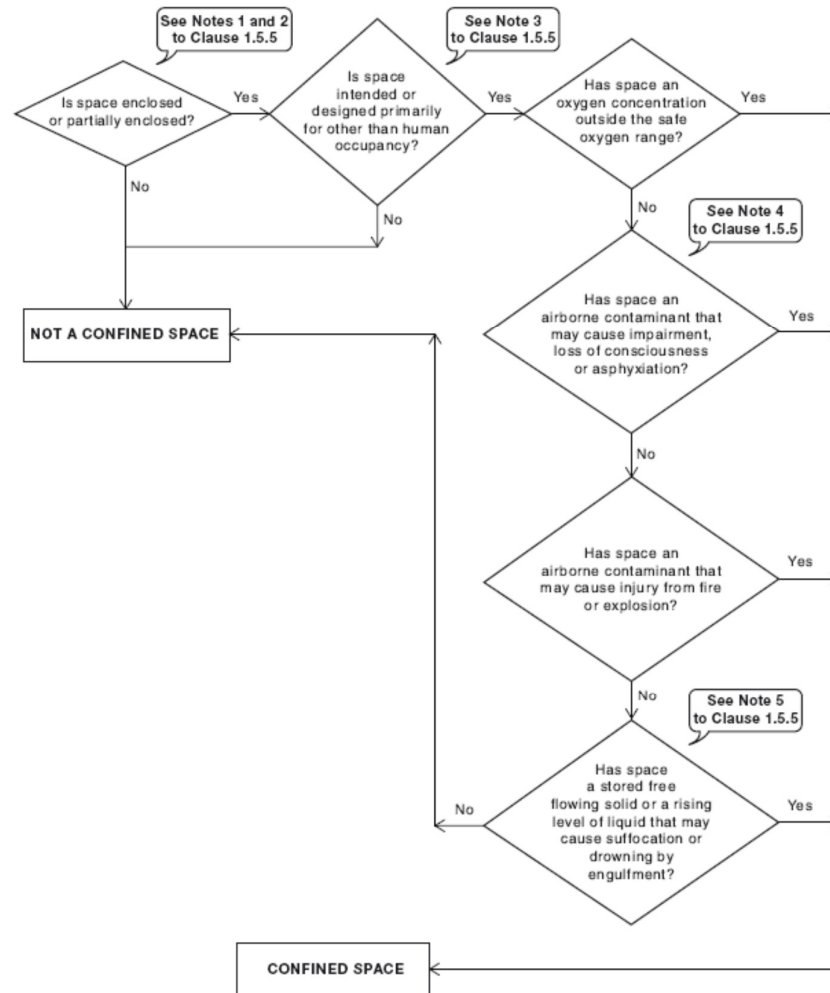 See Notes 1 and 2
to Clause 1.5.5
See Note 3
to Clause 1.5.5
Is space enclosed
or partially enclosed?
Yes
Is space
intended or
designed primarily
for other than human
occupancy?
Yes
Has space an
oxygen concentration
outside the safe
oxygen range?
Yes
No
No
No
See Note 4
to Clause 1.5.5
NOT A CONFINED SPACE
Has space an
airborne contaminant that
may cause impairment,
loss of consciousness
or asphyxiation?
Yes
No
Has space an
airborne contaminant that
may cause injury from fire
or explosion?
Yes
No
See Note 5
to Clause 1.5.5
Has space
a stored free
flowing solid or a rising
level of liquid that may
cause suffocation or
drowning by
engulfment?
No
Yes
CONFINED SPACE